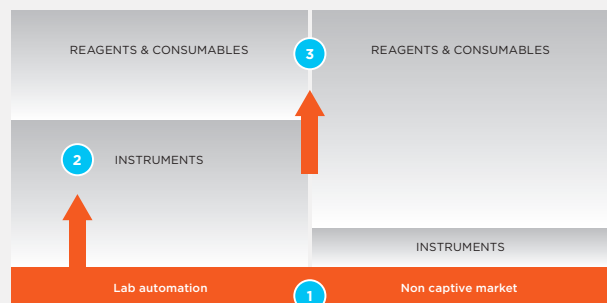 REAGENTS & CONSUMABLES
3
REAGENTS & CONSUMABLES
2
INSTRUMENTS
INSTRUMENTS
Lab automation
1
Non captive market